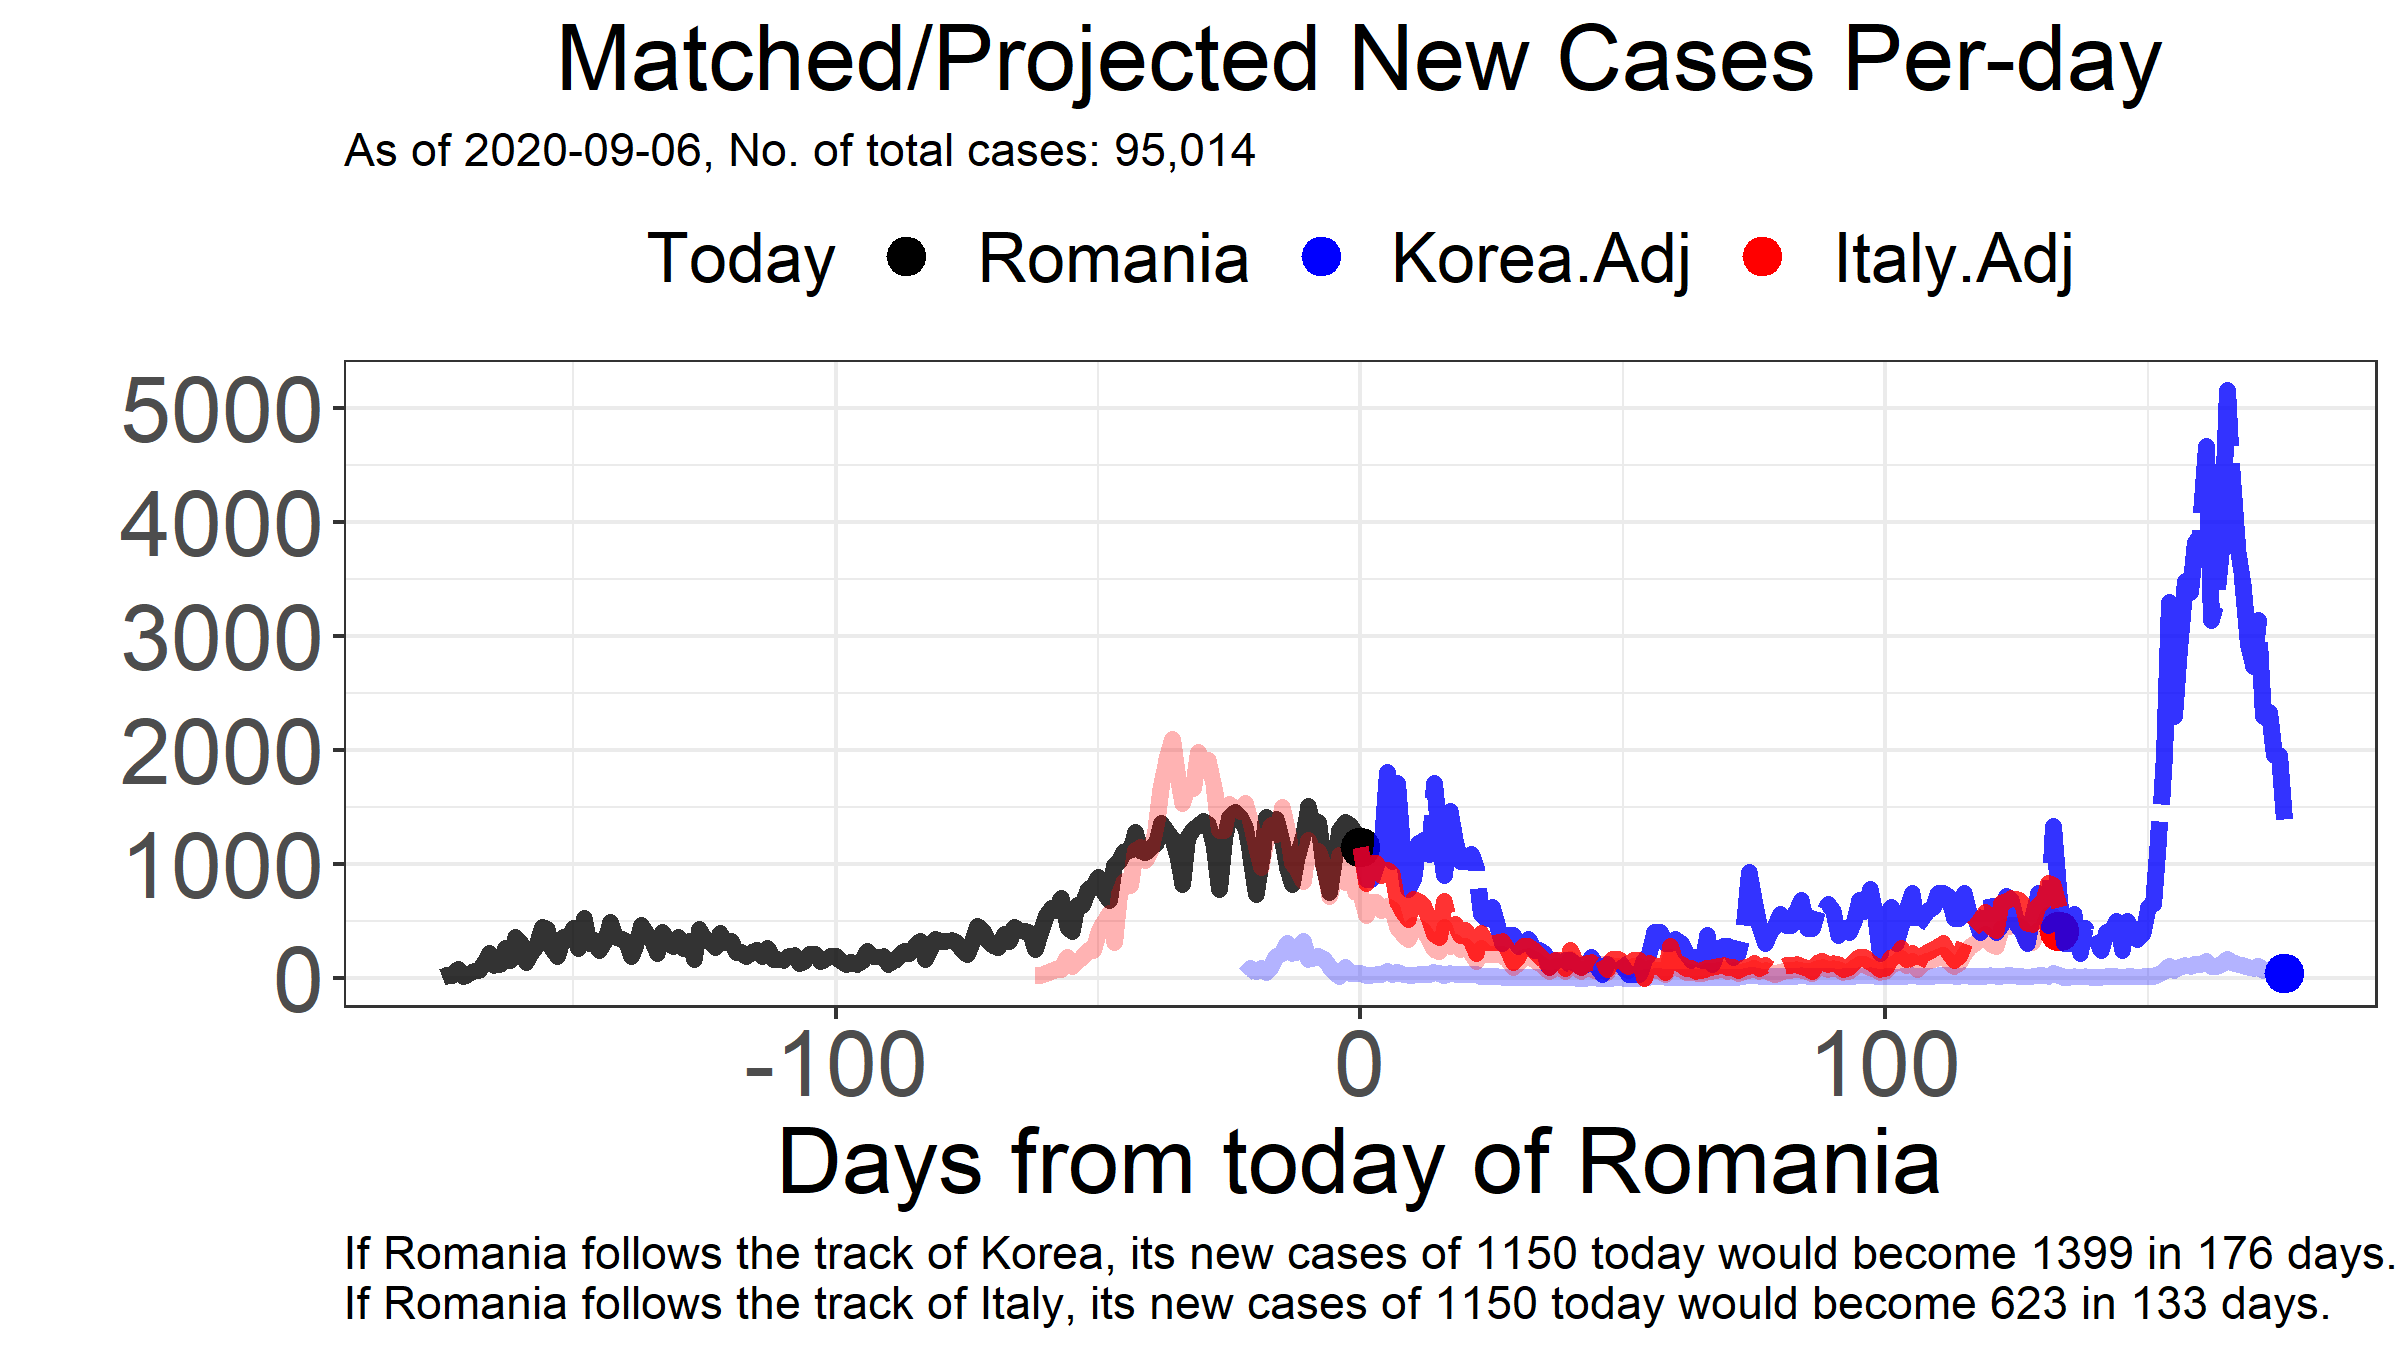 Matched/Projected New Cases Per-day
As of 2020-09-06, No. of total cases: 95,014
Today Romania Korea.Adj Italy.Adj
5000
4000
3000
2000
1000
0
-100 0 100
Days from today of Romania
If Romania follows the track of Korea, its new cases of 1150 today would become 1399 in 176 days.
If Romania follows the track of Italy, its new cases of 1150 today would become 623 in 133 days.